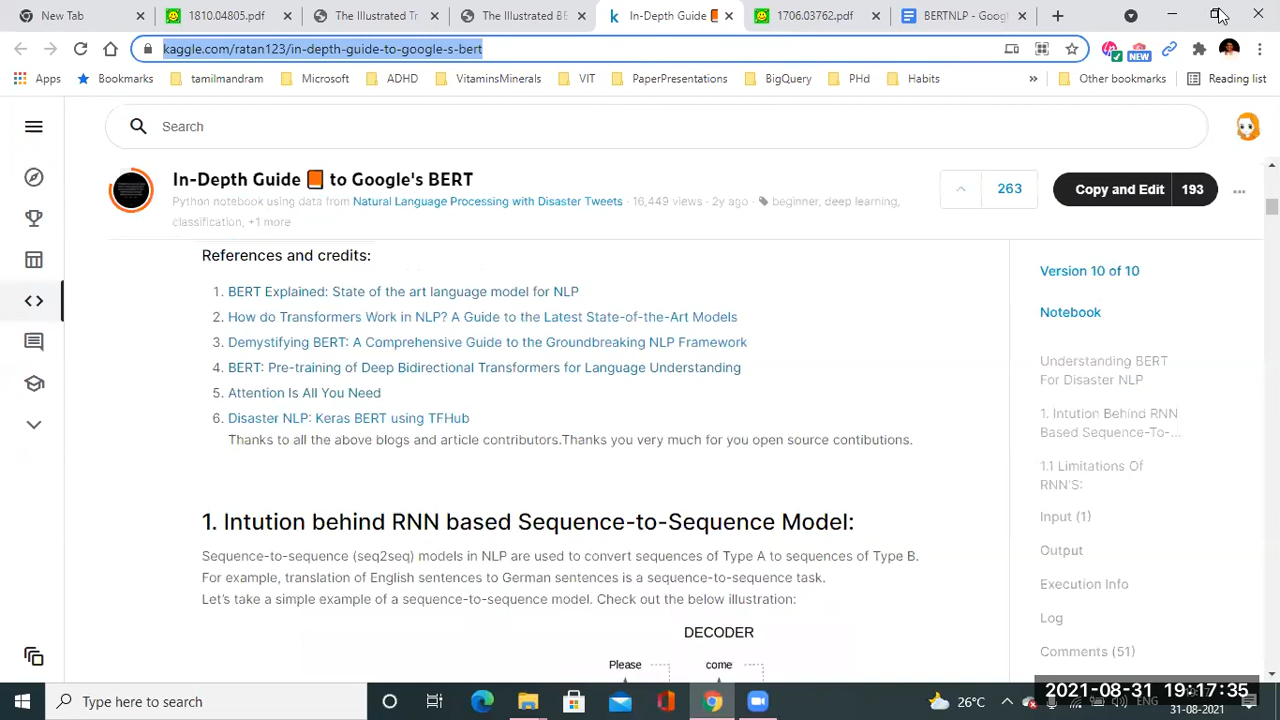 New Tab
1810.04805.pdf
The Illustrated Tr
The Illustrated BE
In-Depth Guide
1706.03762.pdf
BERTNLP - Goog
kaggle.com/ratan123/in-depth-guide-to-google-s-bert
NEW
Apps
Bookmarks
tamilmandram
Microsoft
ADHD
VitaminsMinerals
VIT
PaperPresentations
BigQuery
PHd
Habits
»
Other bookmarks
Reading list
Search
In-Depth Guide 📙 to Google's BERT
Python notebook using data from Natural Language Processing with Disaster Tweets · 16,449 views · 2y ago · beginner, deep learning,
classification, +1 more
263
Copy and Edit 193
References and credits:
1. BERT Explained: State of the art language model for NLP
2. How do Transformers Work in NLP? A Guide to the Latest State-of-the-Art Models
3. Demystifying BERT: A Comprehensive Guide to the Groundbreaking NLP Framework
4. BERT: Pre-training of Deep Bidirectional Transformers for Language Understanding
5. Attention Is All You Need
6. Disaster NLP: Keras BERT using TFHub
Thanks to all the above blogs and article contributors.Thanks you very much for you open source contibutions.
1. Intution behind RNN based Sequence-to-Sequence Model:
Sequence-to-sequence (seq2seq) models in NLP are used to convert sequences of Type A to sequences of Type B.
For example, translation of English sentences to German sentences is a sequence-to-sequence task.
Let's take a simple example of a sequence-to-sequence model. Check out the below illustration:
DECODER
Please come
Version 10 of 10
Notebook
Understanding BERT
For Disaster NLP
1. Intution Behind RNN
Based Sequence-To-...
1.1 Limitations Of
RNN'S:
Input (1)
Output
Execution Info
Log
Comments (51)
Type here to search
26°C
ENG
2021-08-31 19:17:35
31-08-2021